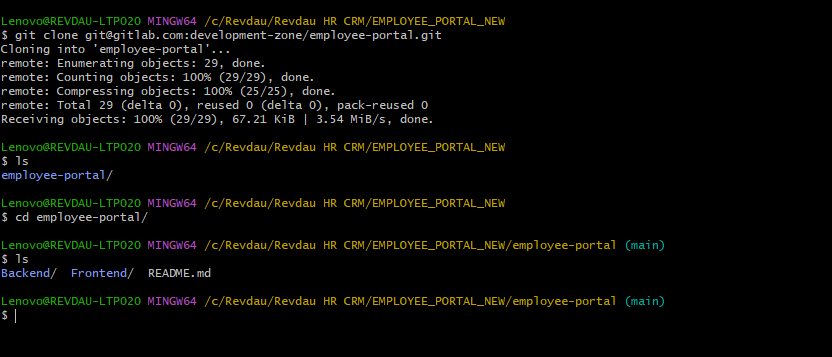 Lenovo@REVDAU-LTP020 MINGW64 /c/Revdau/Revdau HR CRM/EMPLOYEE_PORTAL_NEW
$ git clone git@gitlab.com:development-zone/employee-portal.git
Cloning into 'employee-portal'...
remote: Enumerating objects: 29, done.
remote: Counting objects: 100% (29/29), done.
remote: Compressing objects: 100% (25/25), done.
remote: Total 29 (delta 0), reused 0 (delta 0), pack-reused 0
Receiving objects: 100% (29/29), 67.21 KiB | 3.54 MiB/s, done.
Lenovo@REVDAU-LTP020 MINGW64 /c/Revdau/Revdau HR CRM/EMPLOYEE_PORTAL_NEW
$ ls
employee-portal/
Lenovo@REVDAU-LTP020 MINGW64 /c/Revdau/Revdau HR CRM/EMPLOYEE_PORTAL_NEW
$ cd employee-portal/
Lenovo@REVDAU-LTP020 MINGW64 /c/Revdau/Revdau HR CRM/EMPLOYEE_PORTAL_NEW/employee-portal (main)
$ ls
Backend/  Frontend/  README.md
Lenovo@REVDAU-LTP020 MINGW64 /c/Revdau/Revdau HR CRM/EMPLOYEE_PORTAL_NEW/employee-portal (main)
$